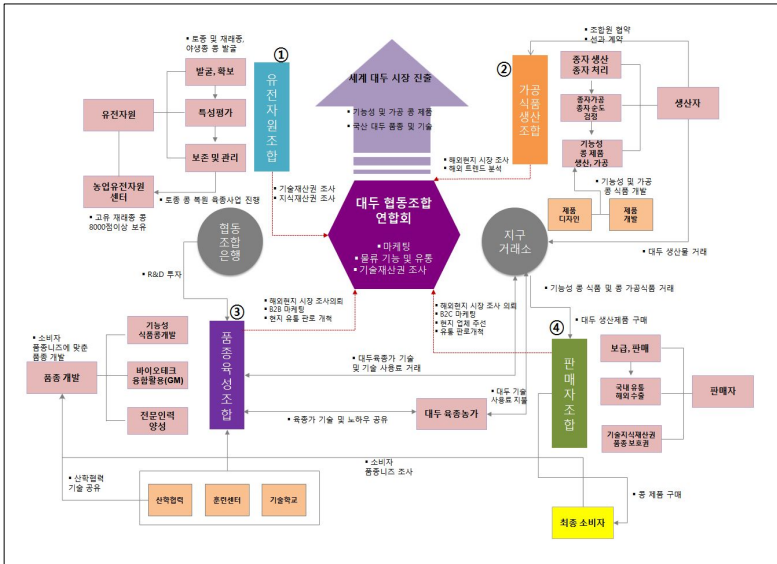 ▪ 토종 및 재래종,
야생종 콩 발굴
①
유전자원조합
발굴, 확보
유전자원
특성평가
보존 및 관리
농업유전자원
센터
▪ 토종 콩 복원 육종사업 진행
▪ 고유 재래종 콩
8000점이상 보유
▪ 기술재산권 조사
▪ 지식재산권 조사
세계 대두 시장 진출
▪ 기능성 및 가공 콩 제품
▪ 국산 대두 품종 및 기술
▪ 조합원 협약
▪ 선과 계약
②
가공식품생산조합
종자 생산
종자 처리
생산자
종자가공
종자 순도
검정
기능성
콩 제품
생산, 가공
▪ 해외현지 시장 조사
▪ 해외 트렌드 분석
▪ 기능성 및 가공
콩 식품 개발
제품
디자인
제품
개발
대두 협동조합
연합회
▪ 마케팅
▪ 물류 기능 및 유통
▪ 기술재산권 조사
협동
조합
은행
지구
거래소
▪ 대두 생산물 거래
▪ R&D 투자
▪ 기능성 콩 식품 및 콩 가공식품 거래
▪ 해외현지 시장 조사의뢰
▪ B2B 마케팅
▪ 현지 유통 판로 개척
▪ 해외현지 시장 조사 의뢰
▪ B2C 마케팅
▪ 현지 업체 주선
▪ 유통 판로개척
▪ 대두 생산제품 구매
③
품종육성조합
▪ 소비자
품종니즈에 맞춘
품종 개발
기능성
식품콩개발
품종 개발
바이오테크
융합활용(GM)
전문인력
양성
④
판매자조합
보급, 판매
국내 유통
해외 수출
판매자
기술지식재산권
품종 보호권
▪ 대두육종가 기술
및 기술 사용료 거래
▪ 대두 기술
사용료 지불
▪ 육종가 기술 및 노하우 공유
대두 육종농가
▪ 소비자
품종니즈 조사
▪ 산학협력
기술 공유
산학협력
훈련센터
기술학교
▪ 콩 제품 구매
최종 소비자